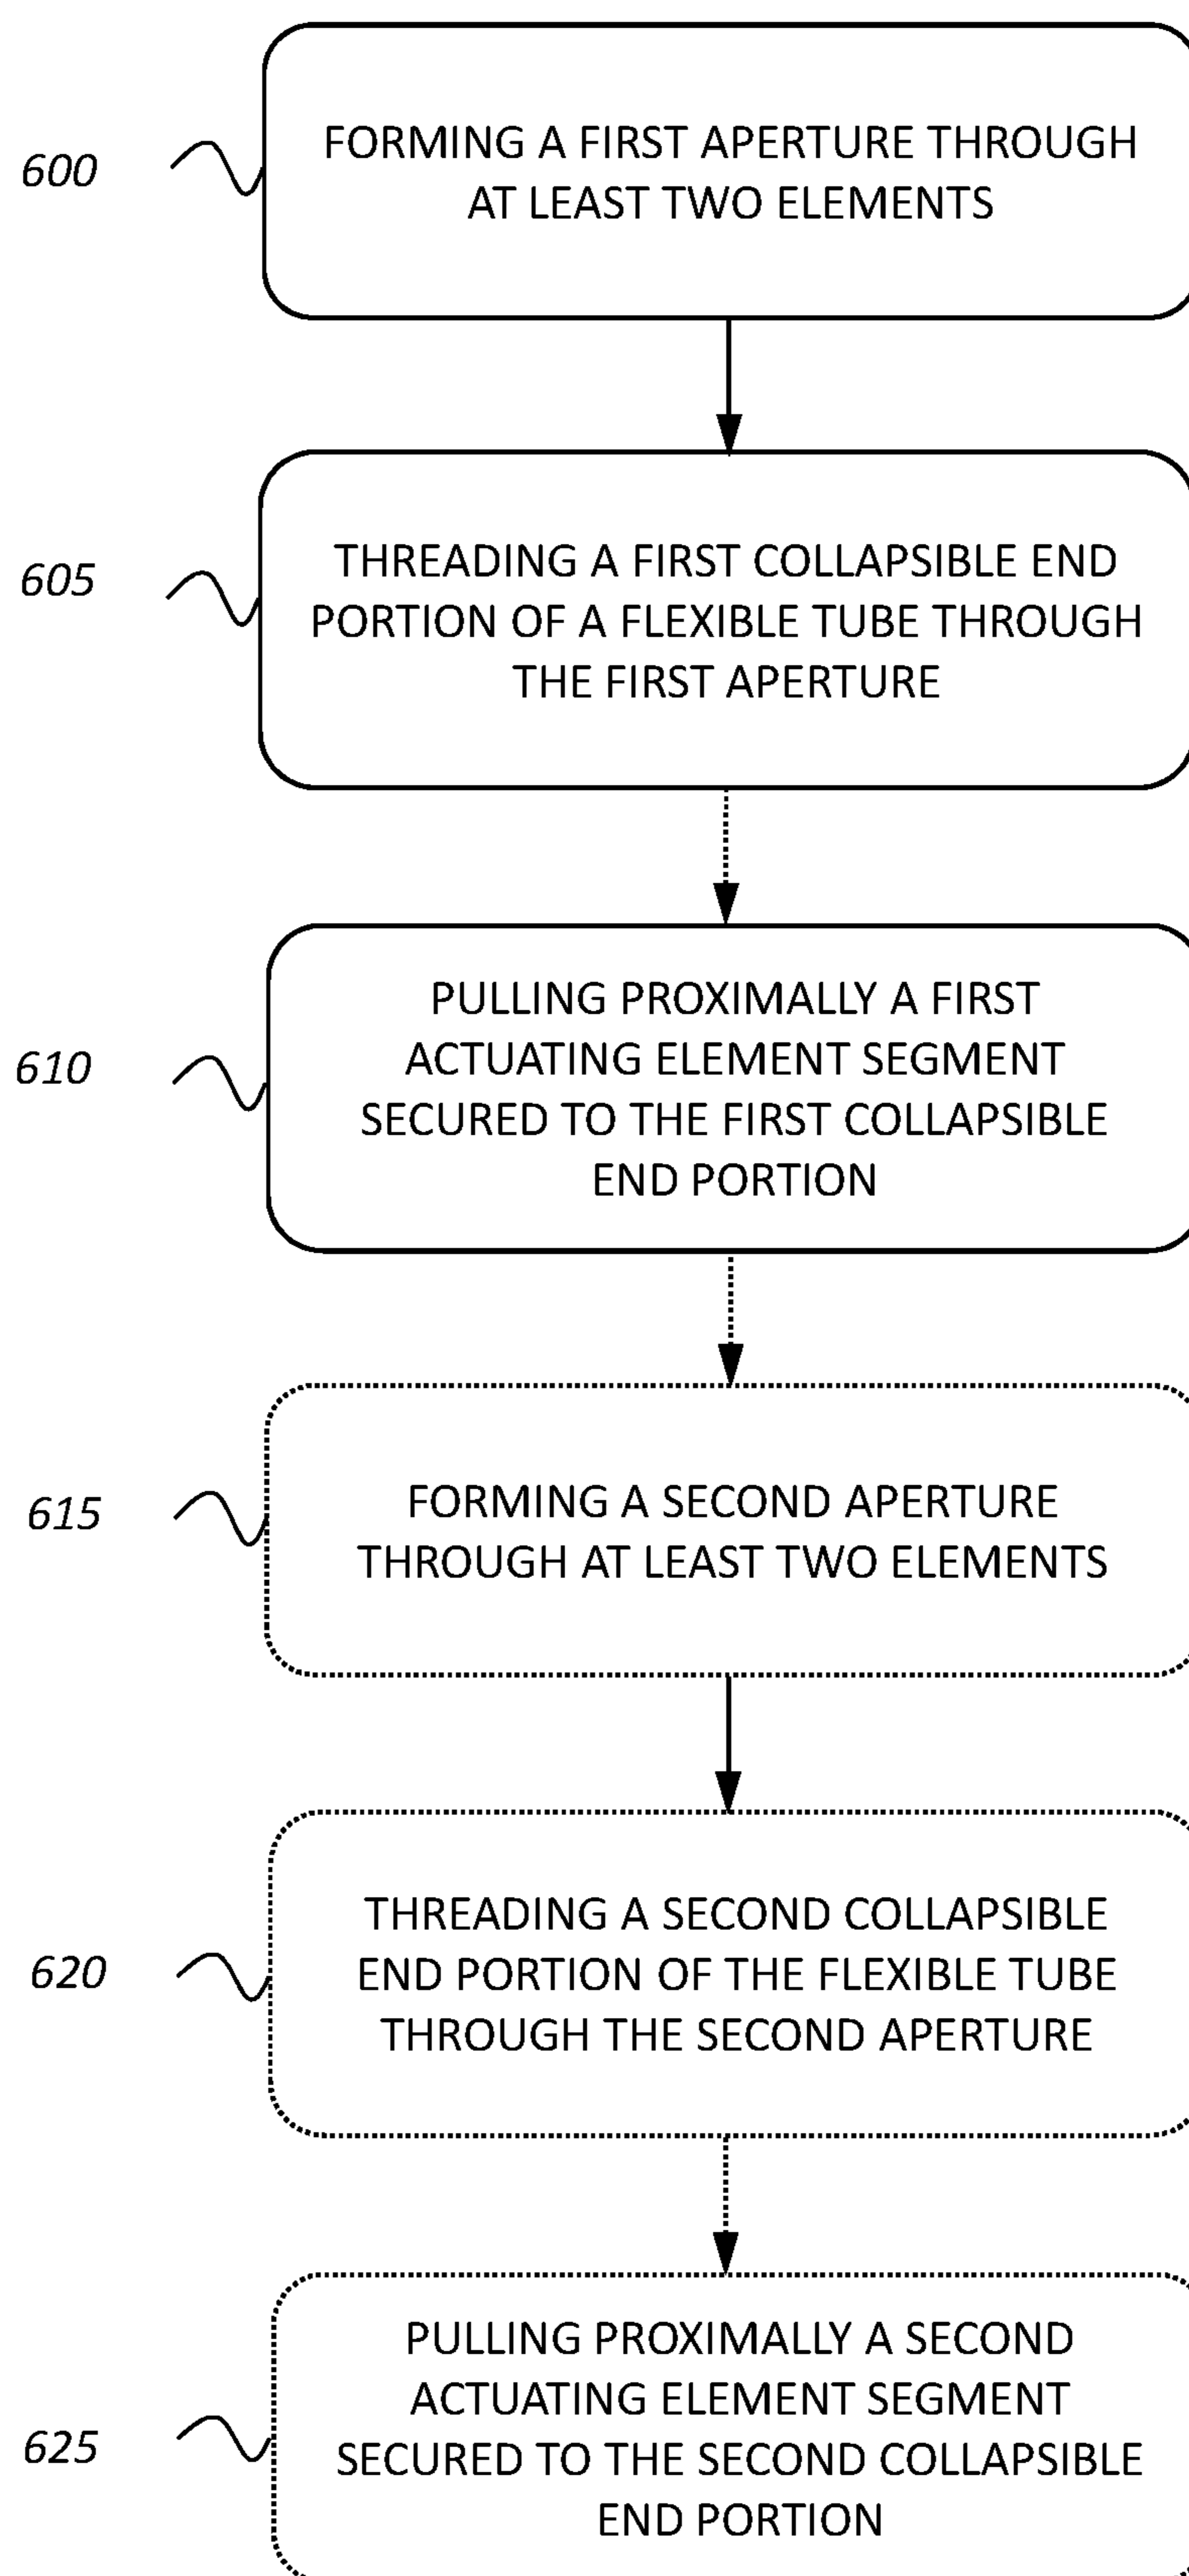 600
FORMING A FIRST APERTURE THROUGH
AT LEAST TWO ELEMENTS
605
THREADING A FIRST COLLAPSIBLE END
PORTION OF A FLEXIBLE TUBE THROUGH
THE FIRST APERTURE
610
PULLING PROXIMALLY A FIRST
ACTUATING ELEMENT SEGMENT
SECURED TO THE FIRST COLLAPSIBLE
END PORTION
615
FORMING A SECOND APERTURE
THROUGH AT LEAST TWO ELEMENTS
620
THREADING A SECOND COLLAPSIBLE
END PORTION OF THE FLEXIBLE TUBE
THROUGH THE SECOND APERTURE
625
PULLING PROXIMALLY A SECOND
ACTUATING ELEMENT SEGMENT
SECURED TO THE SECOND COLLAPSIBLE
END PORTION